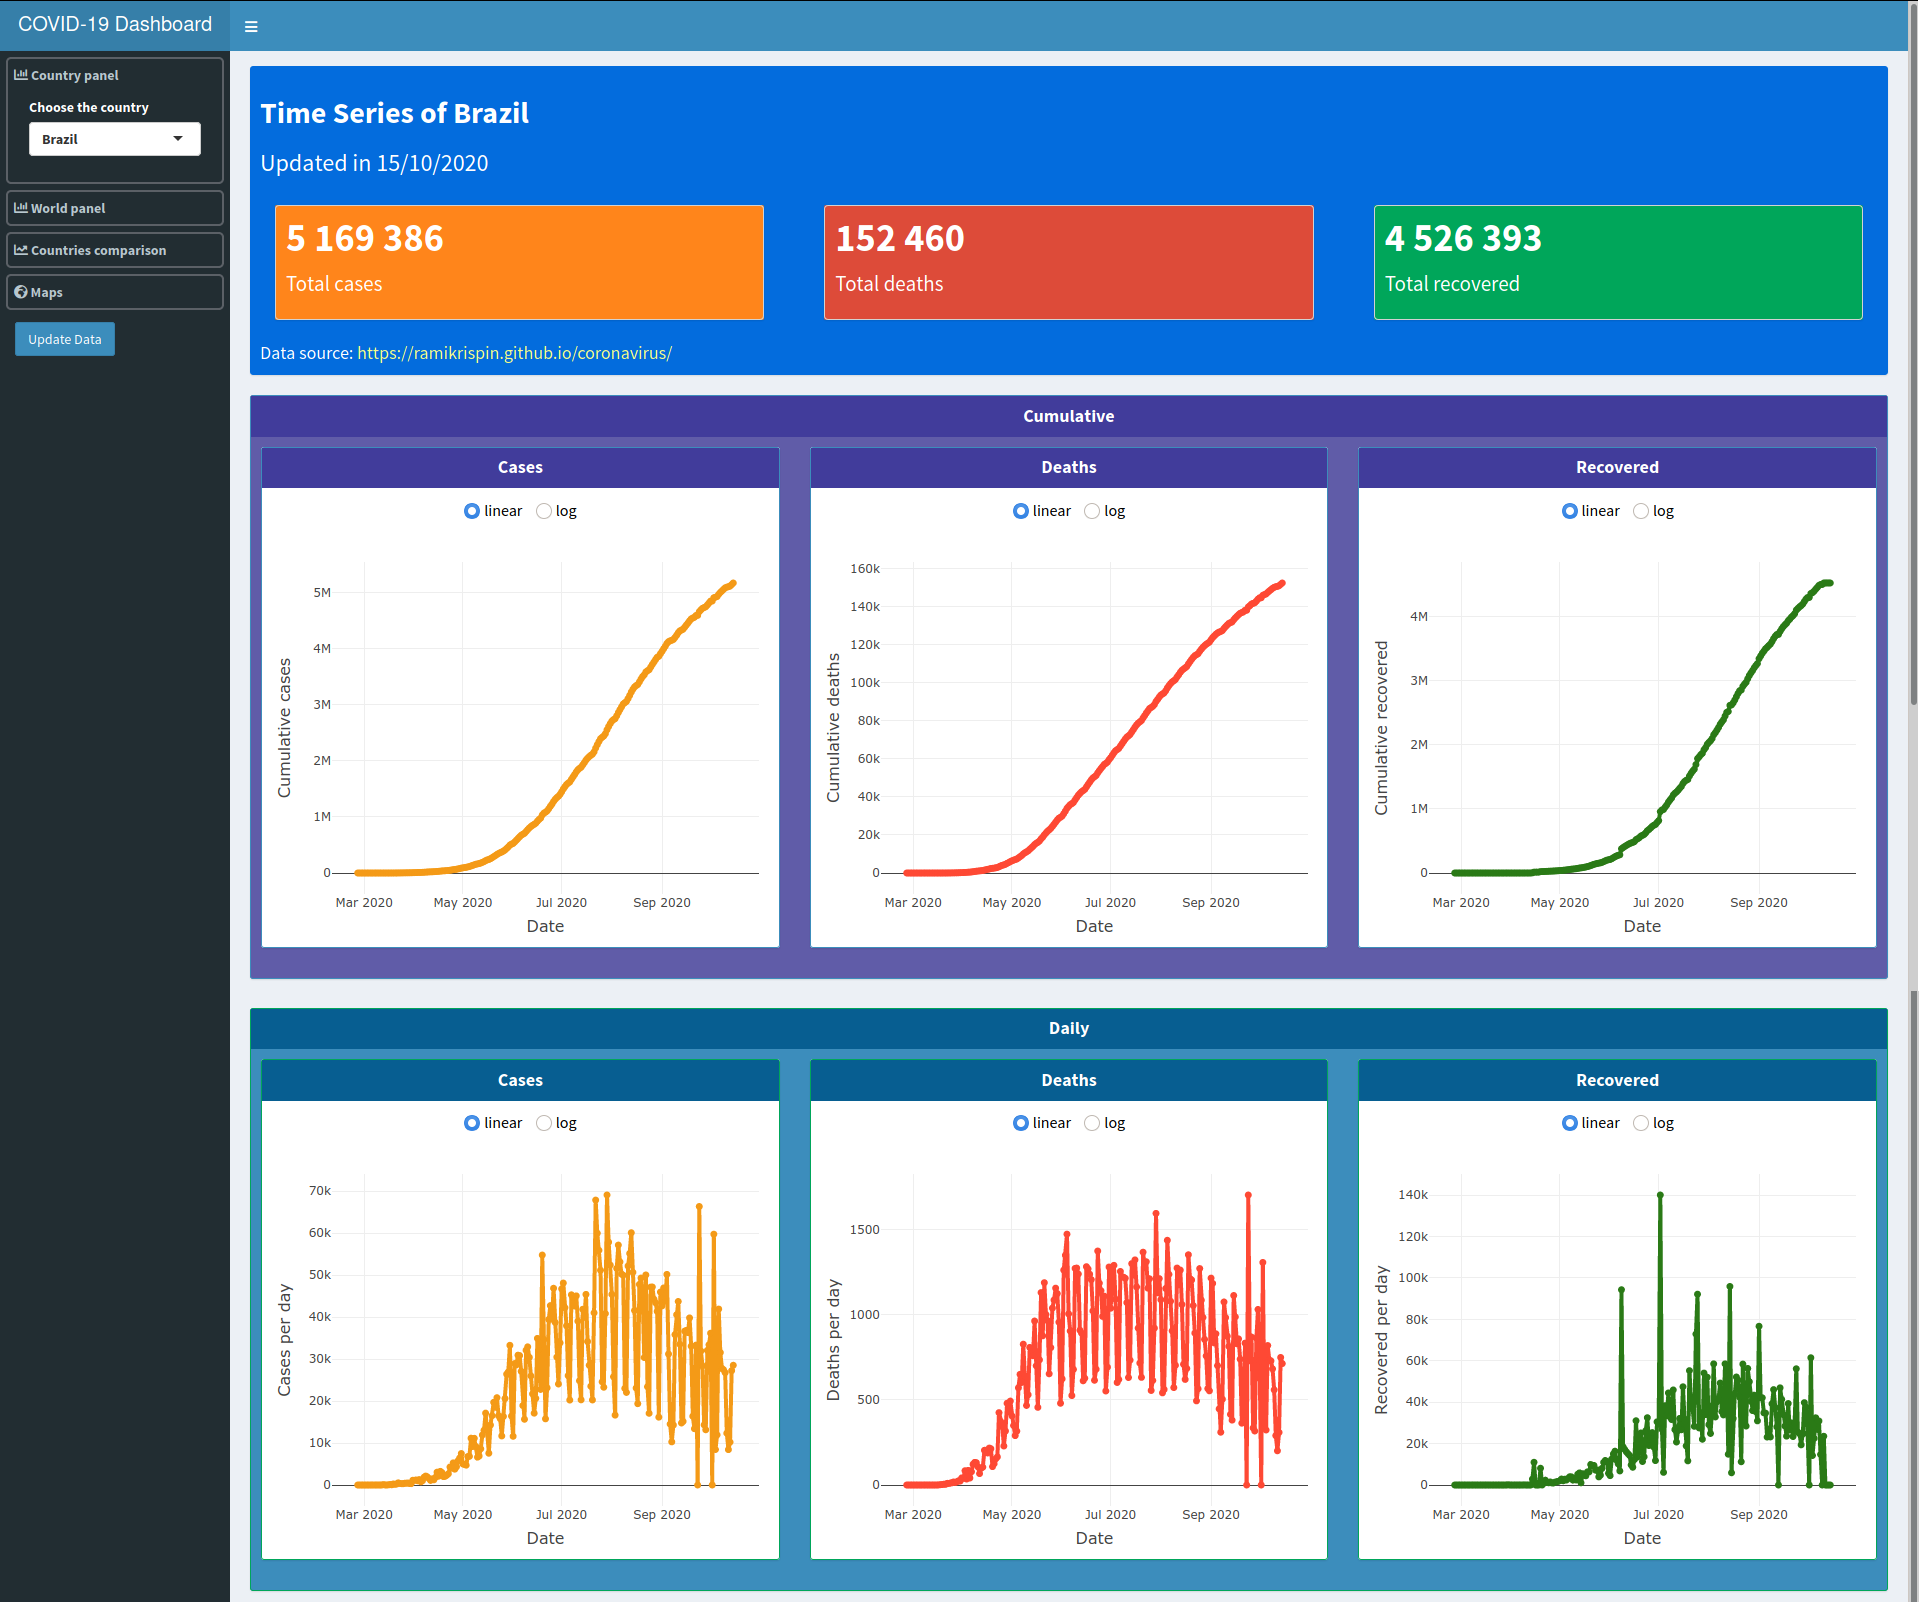 COVID-19 Dashboard
Country panel
Choose the country
Brazil
World panel
Countries comparison
Maps
Update Data
Time Series of Brazil
Updated in 15/10/2020
5 169 386
Total cases
152 460
Total deaths
4 526 393
Total recovered
Data source: https://ramikrispin.github.io/coronavirus/
Cumulative
Cases
linear log
5M
4M
3M
2M
1M
0
Cumulative cases
Mar 2020 May 2020 Jul 2020 Sep 2020
Date
Deaths
linear log
160k
140k
120k
100k
80k
60k
40k
20k
0
Cumulative deaths
Mar 2020 May 2020 Jul 2020 Sep 2020
Date
Recovered
linear log
4M
3M
2M
1M
0
Cumulative recovered
Mar 2020 May 2020 Jul 2020 Sep 2020
Date
Daily
Cases
linear log
70k
60k
50k
40k
30k
20k
10k
0
Cases per day
Mar 2020 May 2020 Jul 2020 Sep 2020
Date
Deaths
linear log
1500
1000
500
0
Deaths per day
Mar 2020 May 2020 Jul 2020 Sep 2020
Date
Recovered
linear log
140k
120k
100k
80k
60k
40k
20k
0
Recovered per day
Mar 2020 May 2020 Jul 2020 Sep 2020
Date